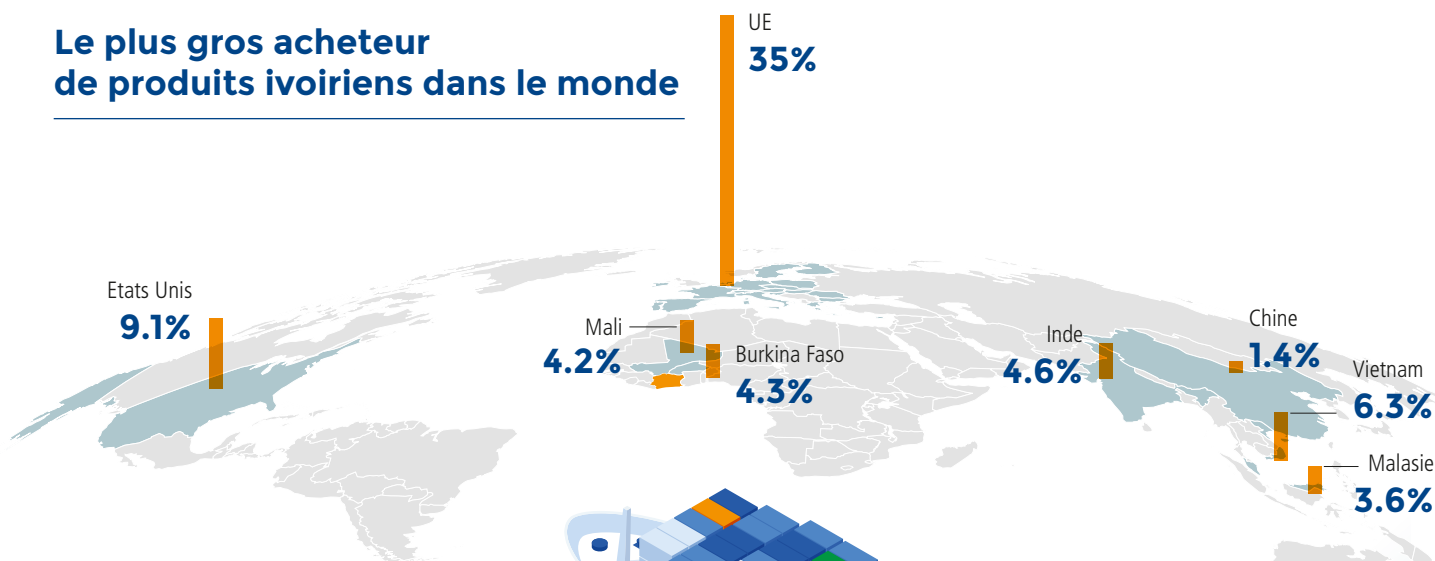 Le plus gros acheteur
de produits ivoiriens dans le monde
UE
35%
Etats Unis
9.1%
Mali
4.2%
Burkina Faso
4.3%
Inde
4.6%
Chine
1.4%
Vietnam
6.3%
Malasie
3.6%